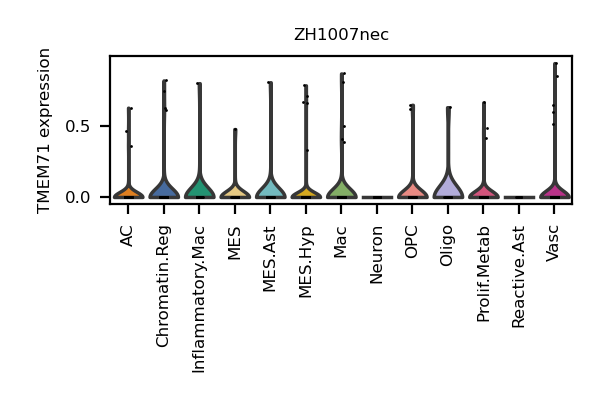 ZH1007nec
TMEM71 expression
0.5
0.0
AC
Chromatin.Reg
Inflammatory.Mac
MES
MES.Ast
MES.Hyp
Mac
Neuron
OPC
Oligo
Prolif.Metab
Reactive.Ast
Vasc